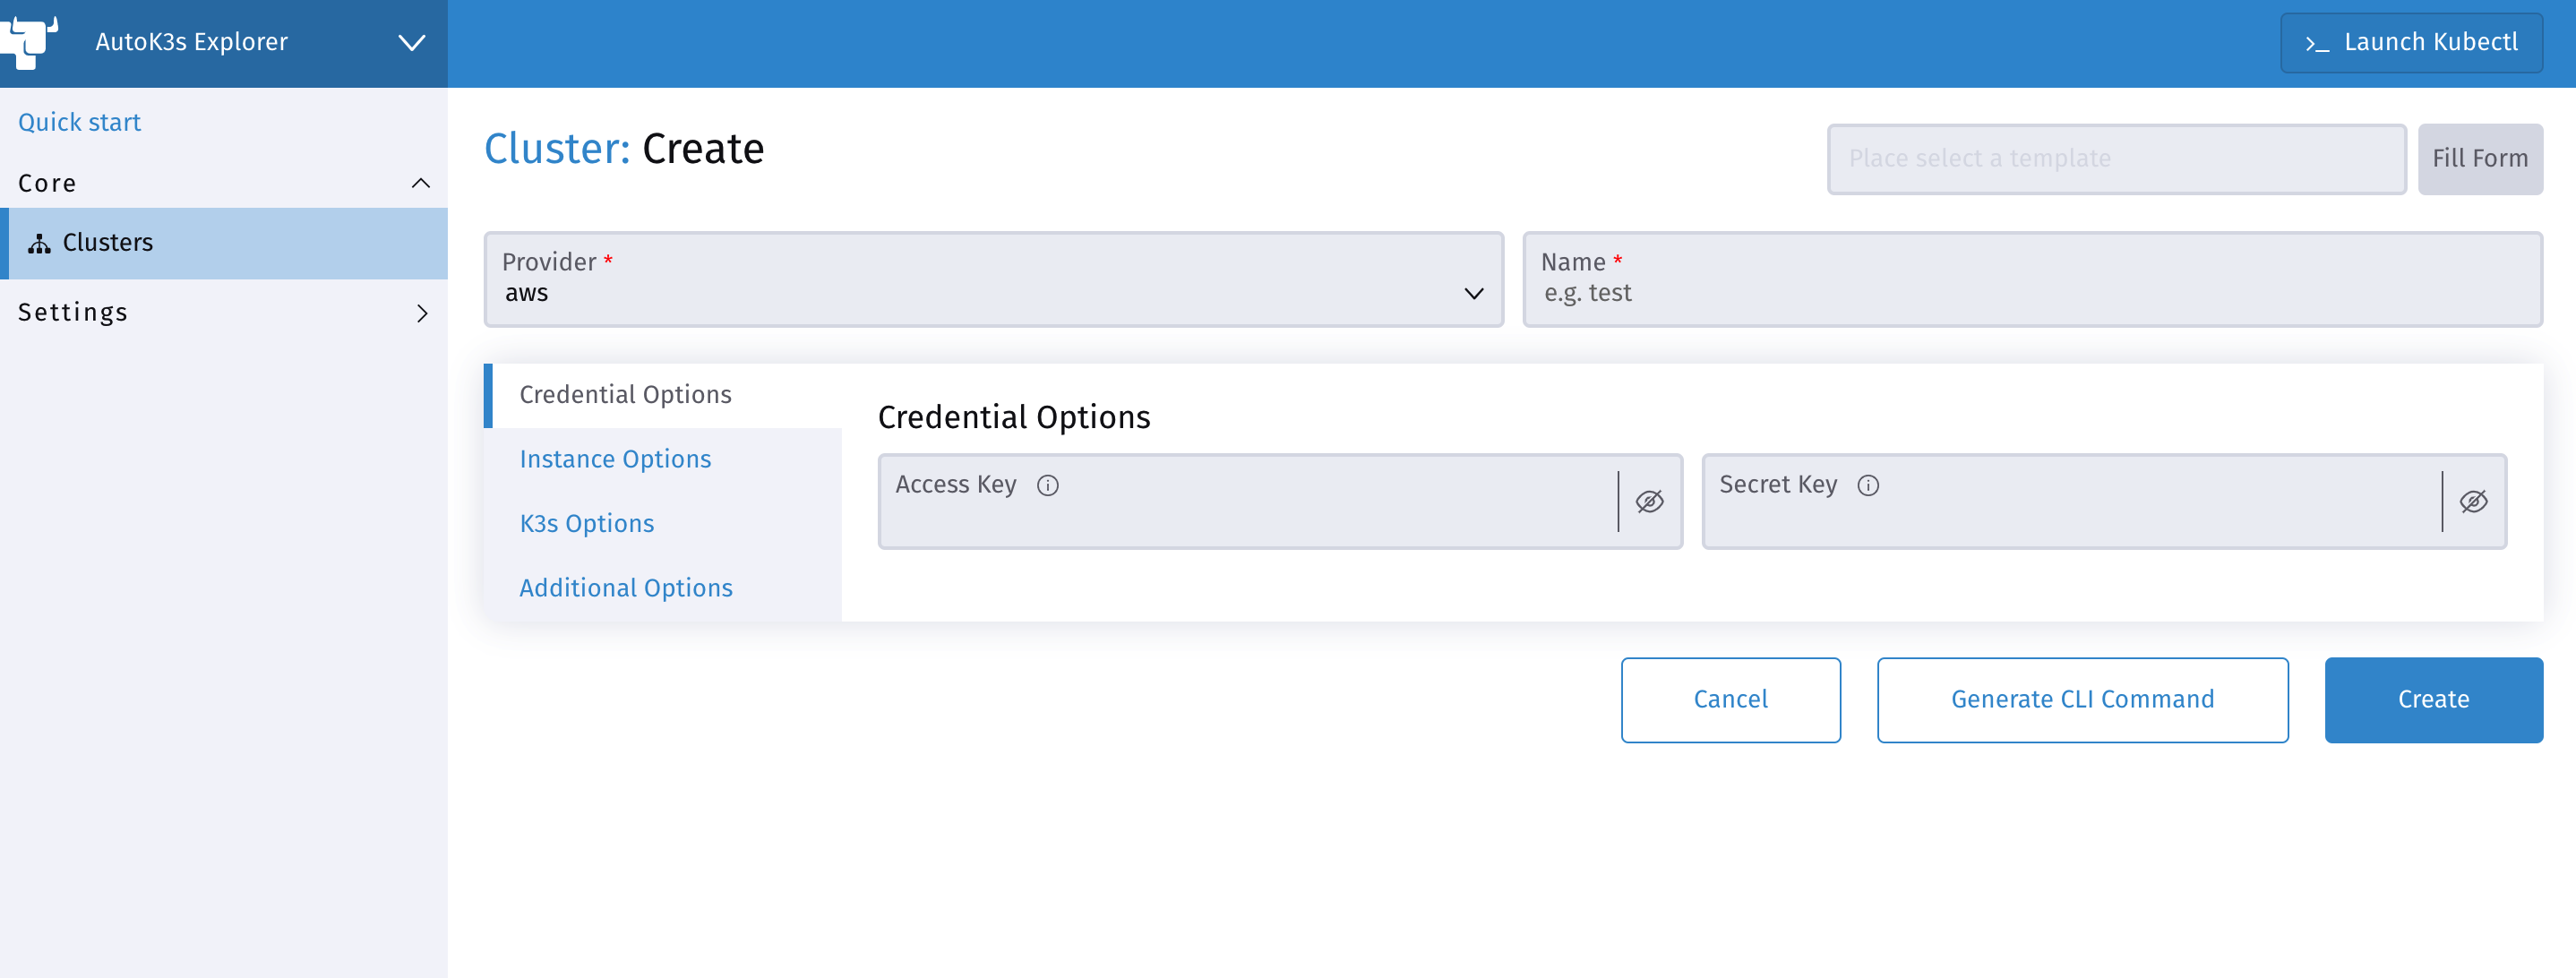 AutoK3s Explorer
>_ Launch Kubectl
Quick start
Core
Clusters
Settings
Cluster: Create
Place select a template
Fill Form
Provider *
aws
Name *
e.g. test
Credential Options
Instance Options
K3s Options
Additional Options
Credential Options
Access Key
Secret Key
Cancel
Generate CLI Command
Create